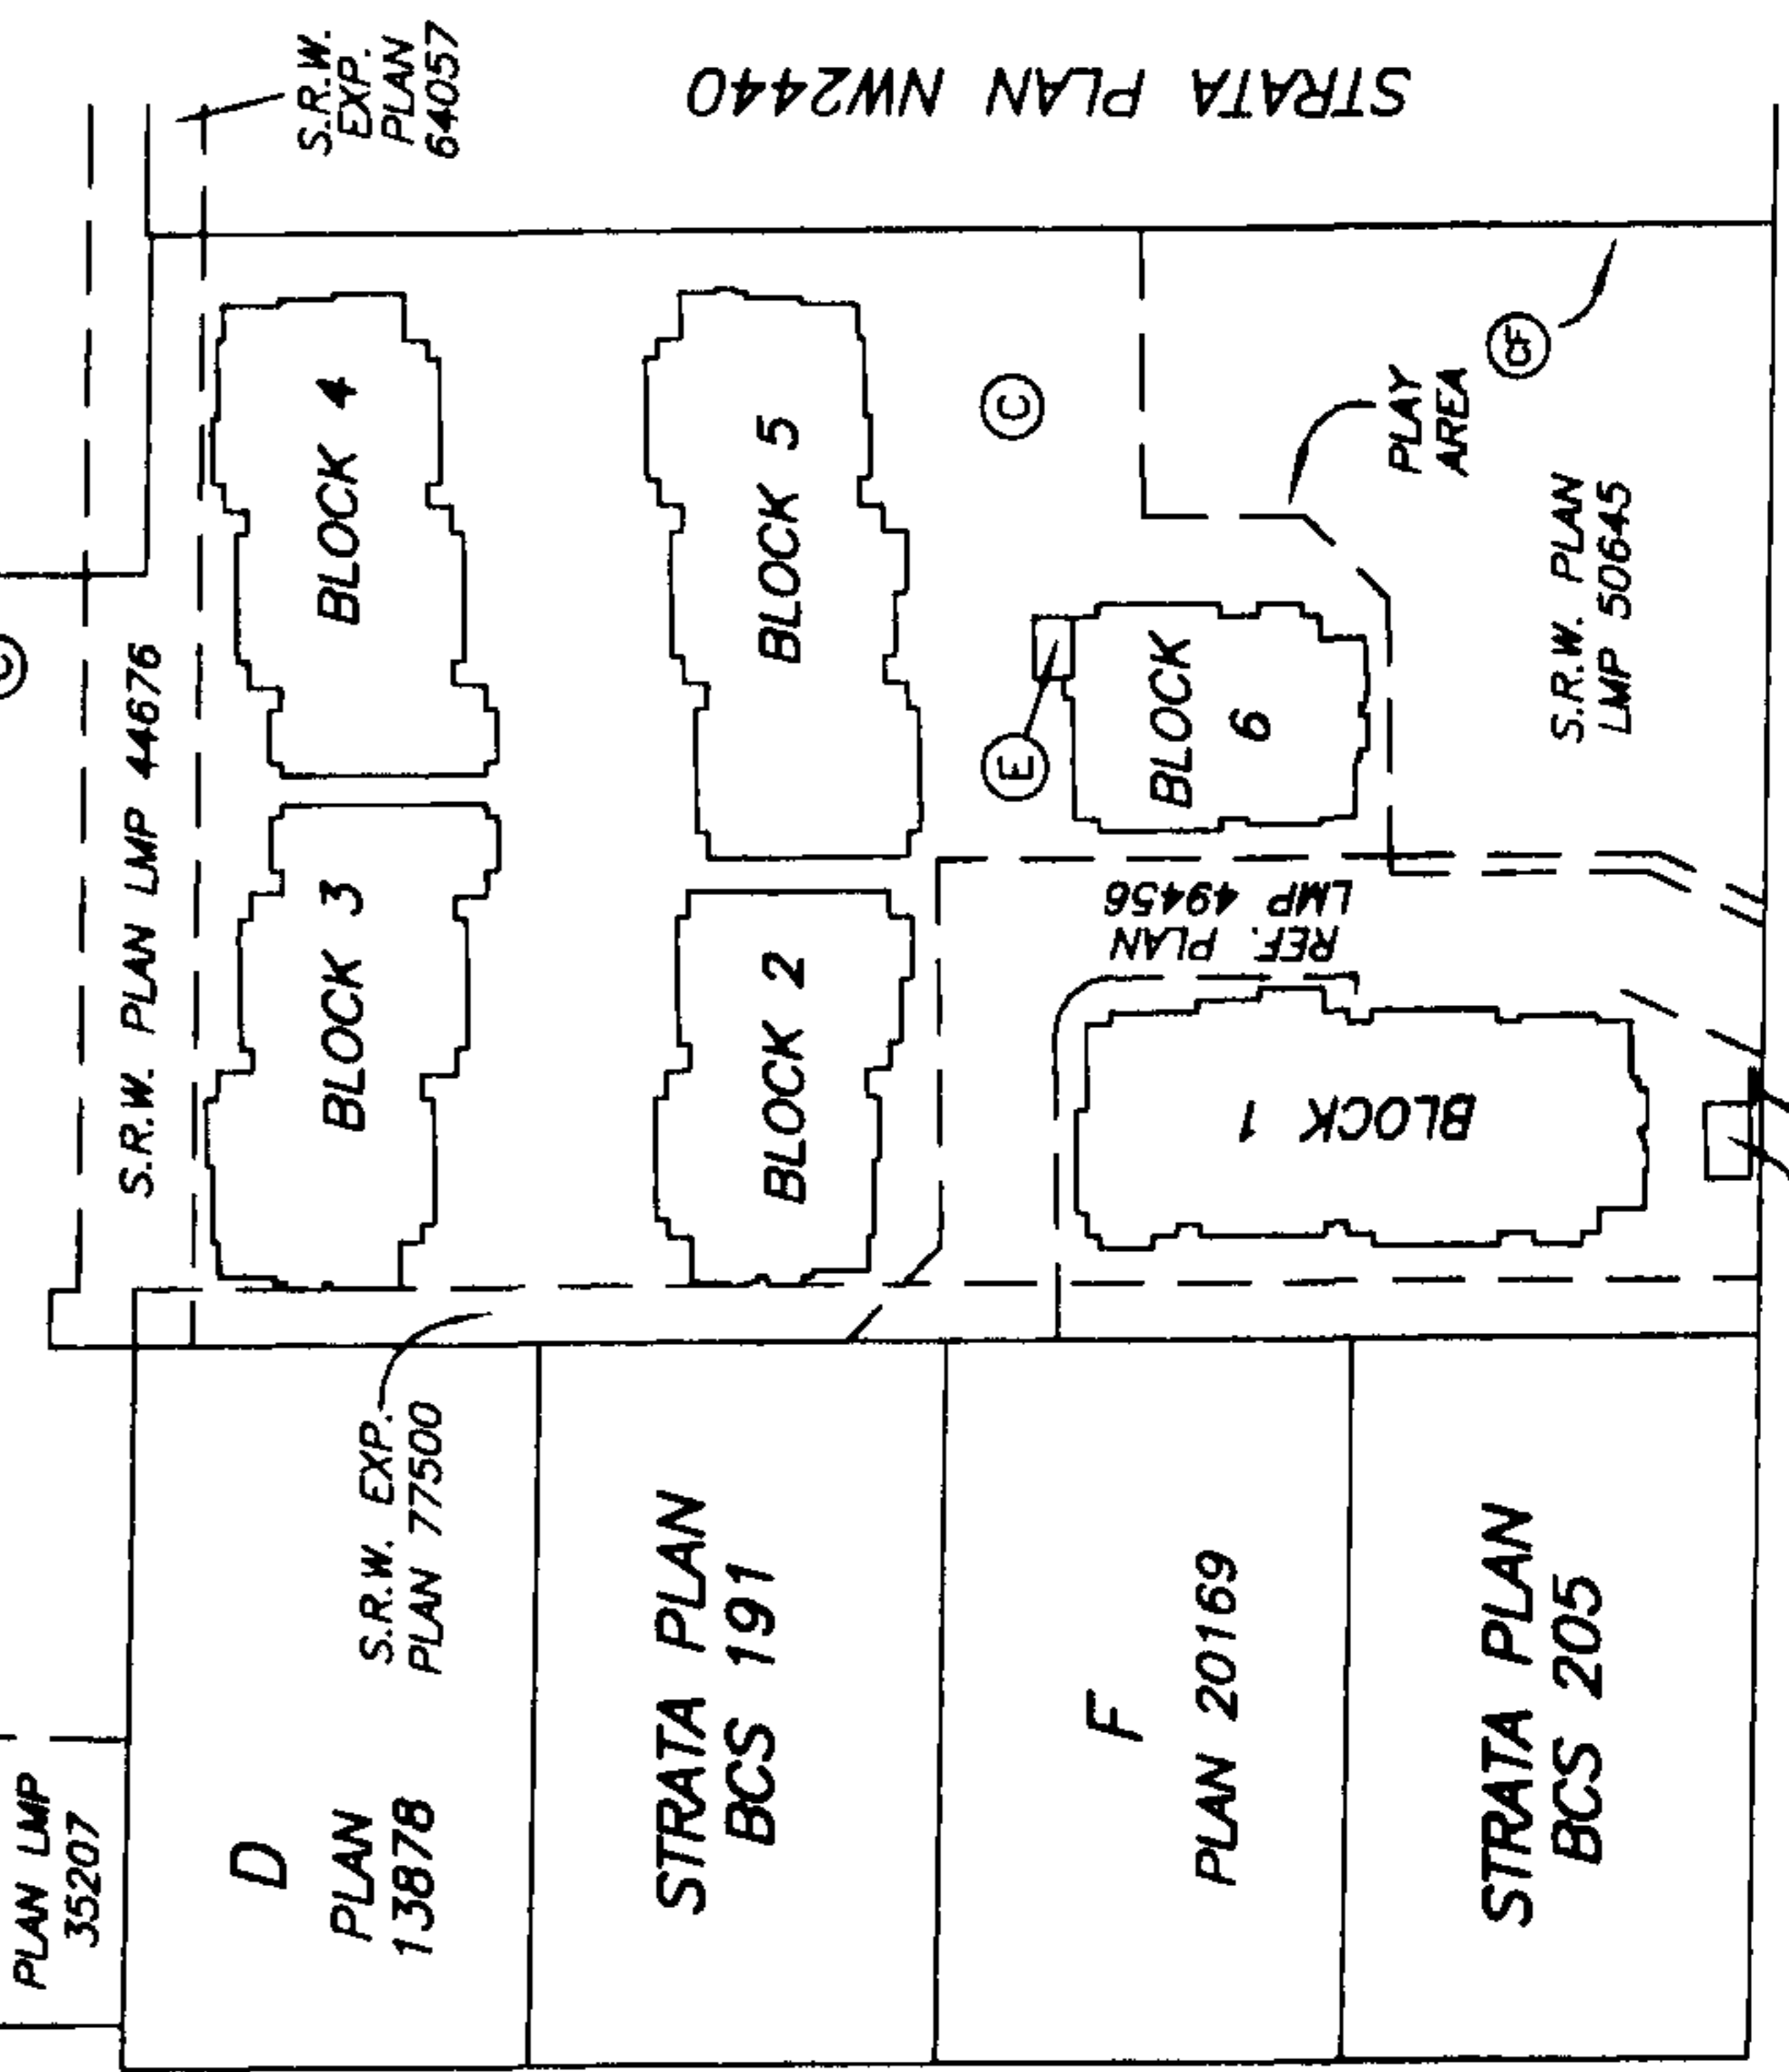 S.R.W.
EXP.
PLAN
64057
STRATA PLAN NW2440
S.R.W. PLAN LMP 44676
BLOCK 4
BLOCK 5
C
C
CF
PLAY
AREA
S.R.W. PLAN
LMP 50645
E
BLOCK
6
BLOCK 3
BLOCK 2
REF. PLAN
LMP 49456
BLOCK 1
S.R.W. EXP.
PLAN 77500
PLAN LMP
35207
D
PLAN
13878
STRATA PLAN
BCS 191
F
PLAN 20169
STRATA PLAN
BCS 205